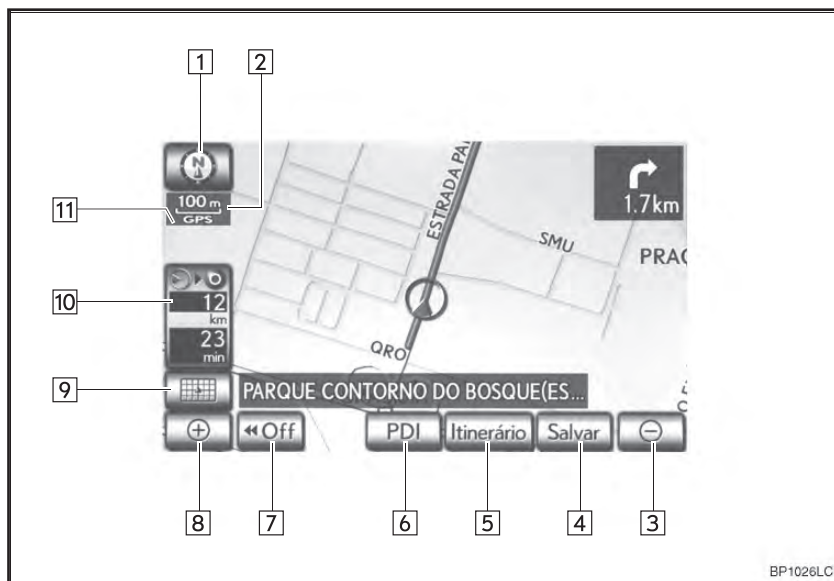 1
2
N
100 m
GPS
11
ESTRADA PA
1.7km
SMU
PRAÇ
10
12
km
23
min
QRO
9
PARQUE CONTORNO DO BOSQUE(ES...
⊕
«Off
PDI
Itinerário
Salvar
⊖
8
7
6
5
4
3
BP1026LC